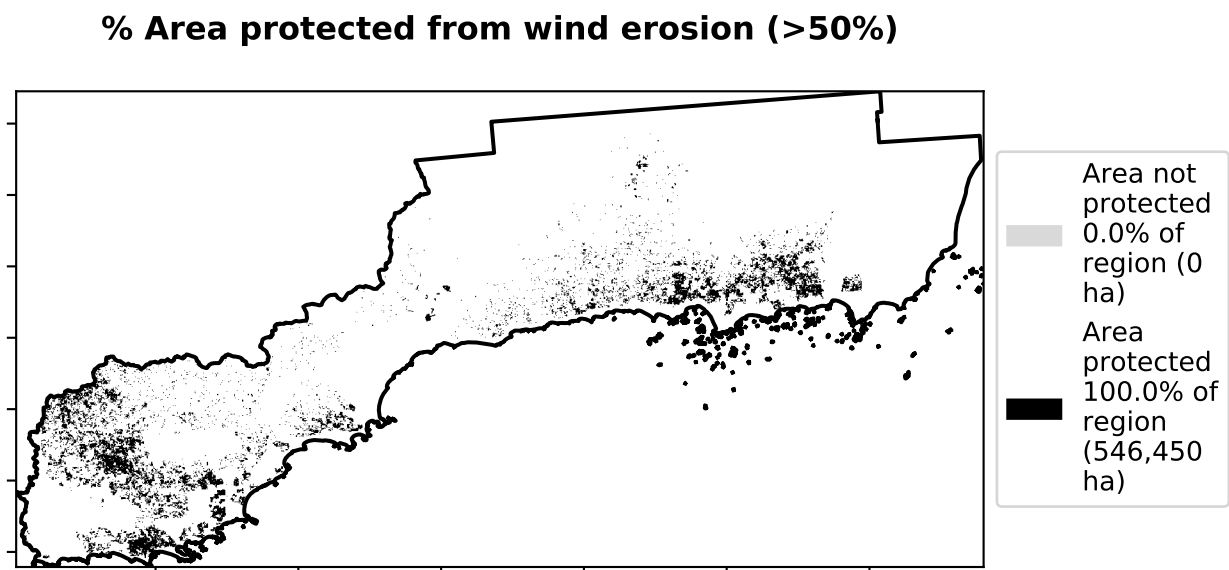 % Area protected from wind erosion (>50%)
Area not
protected
0.0% of
region (0
ha)
Area
protected
100.0% of
region
(546,450
ha)